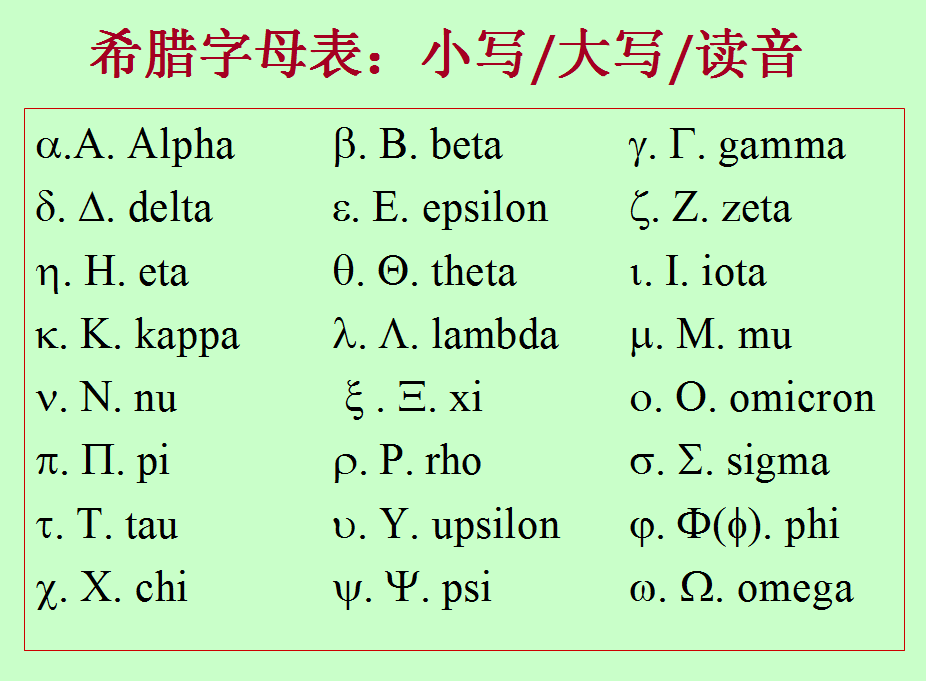 希腊字母表：小写/大写/读音
α.Α. Alpha β. Β. beta γ. Γ. gamma
δ. Δ. delta ε. Ε. epsilon ζ. Ζ. zeta
η. Η. eta θ. Θ. theta ι. Ι. iota
κ. Κ. kappa λ. Λ. lambda μ. Μ. mu
ν. Ν. nu ξ . Ξ. xi ο. Ο. omicron
π. Π. pi ρ. Ρ. rho σ. Σ. sigma
τ. Τ. tau υ. Υ. upsilon φ. Φ(ϕ). phi
χ. Χ. chi ψ. Ψ. psi ω. Ω. omega